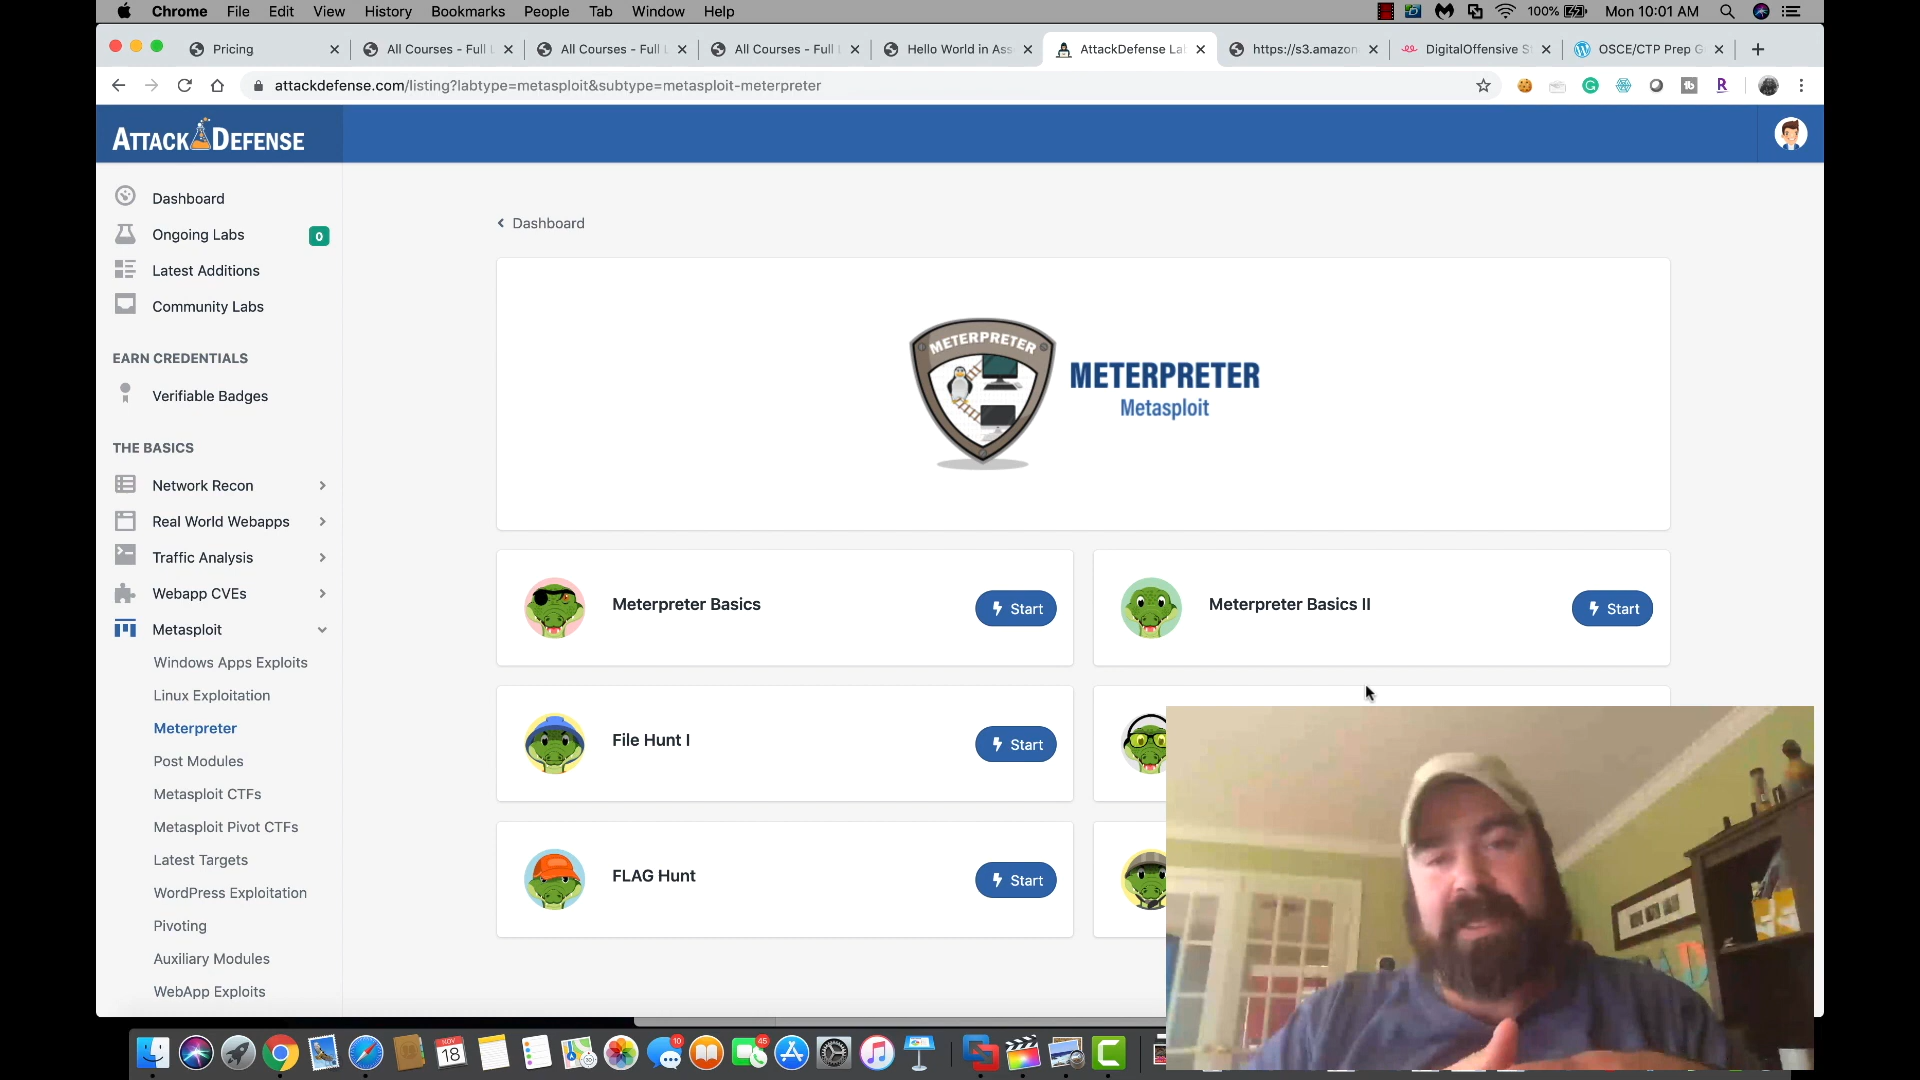 Chrome File Edit View History Bookmarks People Tab Window Help 100% Mon 10:01 AM
Pricing
All Courses - Full
All Courses - Full
All Courses - Full
Hello World in Ass
AttackDefense La
https://s3.amazon
DigitalOffensive S
OSCE/CTP Prep G
attackdefense.com/listing?labtype=metasploit&subtype=metasploit-meterpreter
ATTACK DEFENSE
Dashboard
Ongoing Labs 0
Latest Additions
Community Labs
EARN CREDENTIALS
Verifiable Badges
THE BASICS
Network Recon
Real World Webapps
Traffic Analysis
Webapp CVEs
Metasploit
Windows Apps Exploits
Linux Exploitation
Meterpreter
Post Modules
Metasploit CTFs
Metasploit Pivot CTFs
Latest Targets
WordPress Exploitation
Pivoting
Auxiliary Modules
WebApp Exploits
Dashboard
METERPRETER
METERPRETER
Metasploit
Meterpreter Basics
Start
Meterpreter Basics II
Start
File Hunt I
Start
FLAG Hunt
Start
NOV
18
10
45